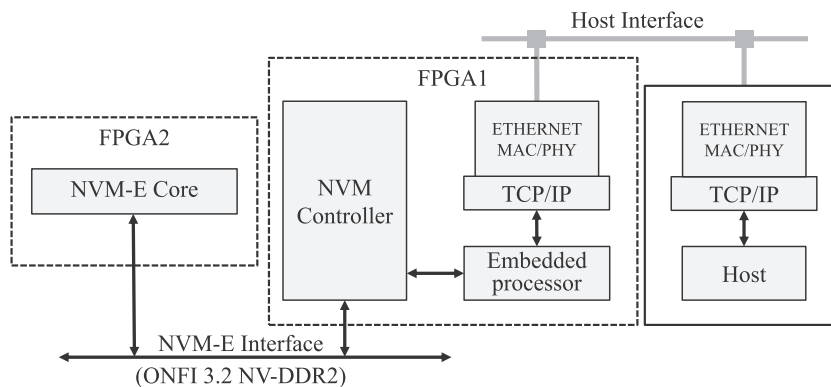 Host Interface
FPGA1
FPGA2
NVM-E Core
NVM
Controller
ETHERNET
MAC/PHY
TCP/IP
Embedded
processor
ETHERNET
MAC/PHY
TCP/IP
Host
NVM-E Interface
(ONFI 3.2 NV-DDR2)